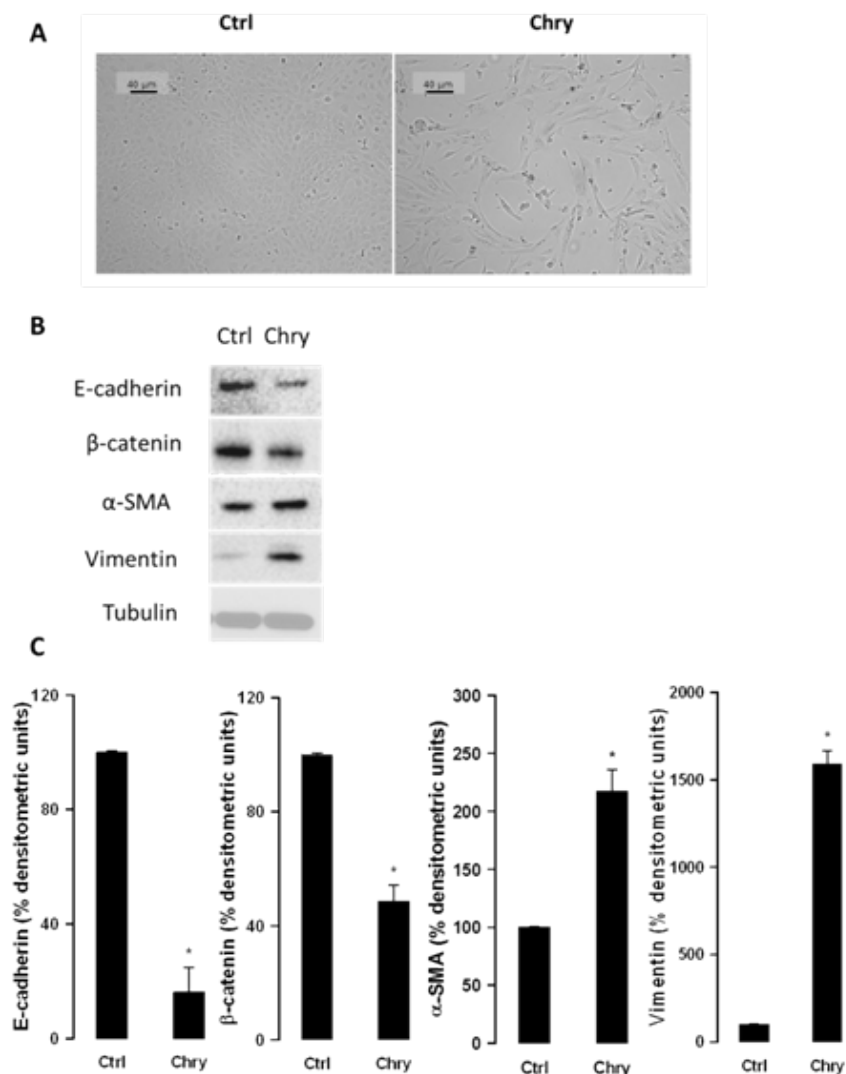 A
Ctrl Chry
40 µm 40 µm
B
Ctrl Chry
E-cadherin
β-catenin
α-SMA
Vimentin
Tubulin
C
E-cadherin (% densitometric units)
120
80
40
0
*
Ctrl Chry
β-catenin (% densitometric units)
120
80
40
0
*
Ctrl Chry
α-SMA (% densitometric units)
300
250
200
150
100
50
0
*
Ctrl Chry
Vimentin (% densitometric units)
2000
1500
1000
500
0
*
Ctrl Chry